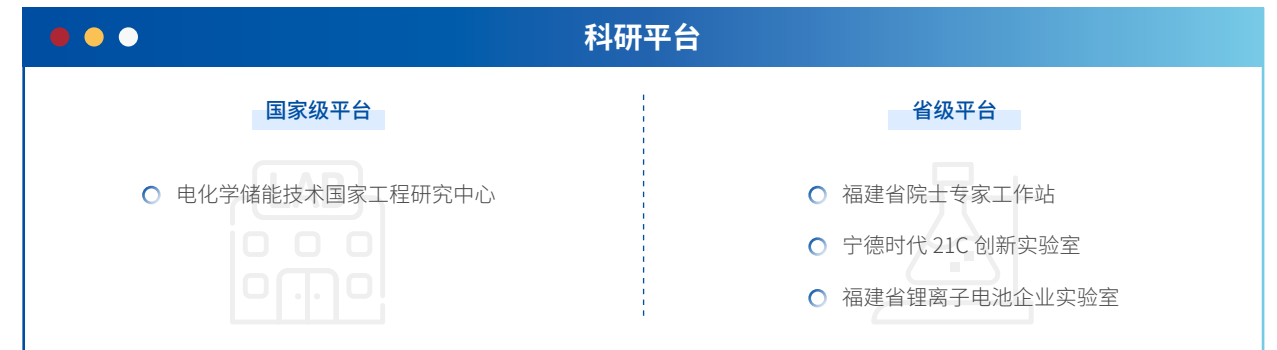 科研平台
国家级平台
电化学储能技术国家工程研究中心
LAB
省级平台
福建省院士专家工作站
宁德时代 21C 创新实验室
福建省锂离子电池企业实验室